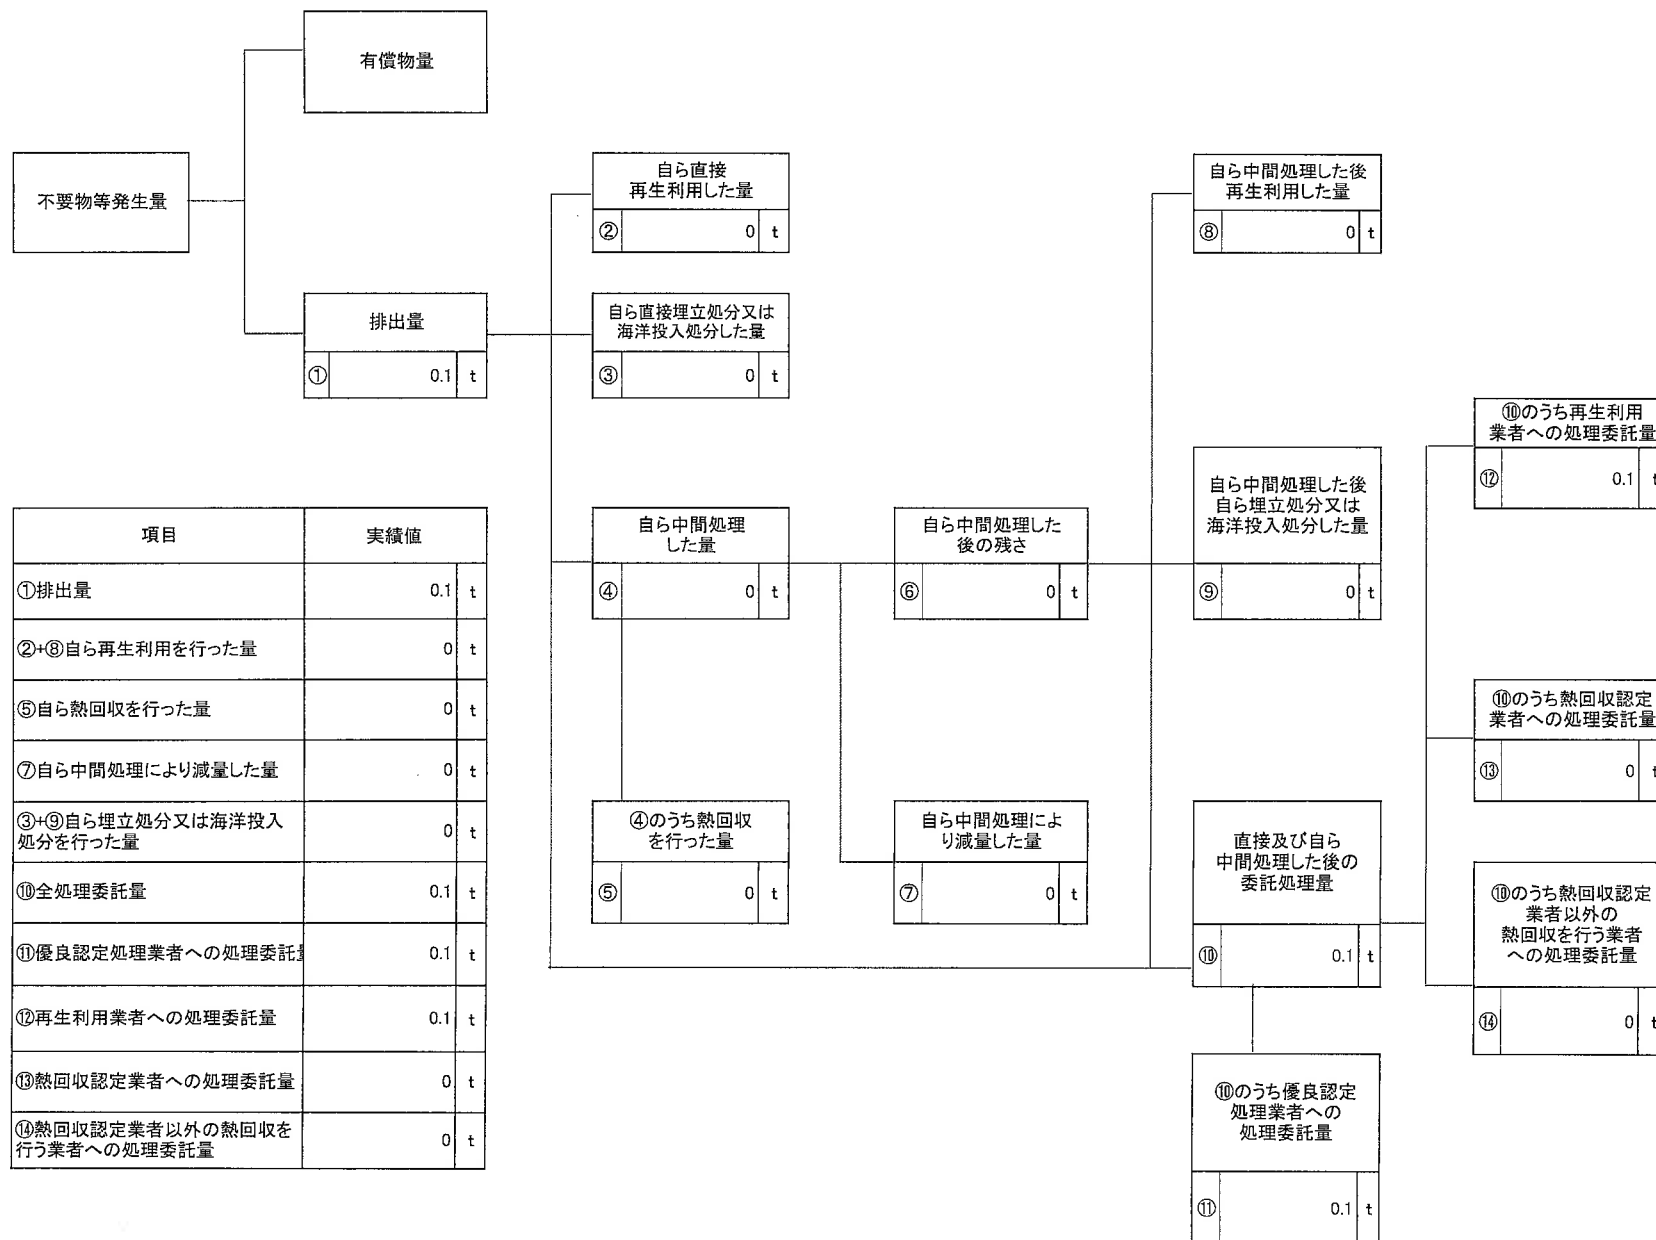 有償物量
不要物等発生量
排出量
① 0.1 t
自ら直接
再生利用した量
② 0 t
自ら直接埋立処分又は
海洋投入処分した量
③ 0 t
自ら中間処理
した量
④ 0 t
④のうち熱回収
を行った量
⑤ 0 t
自ら中間処理した
後の残さ
⑥ 0 t
自ら中間処理によ
り減量した量
⑦ 0 t
自ら中間処理した後
再生利用した量
⑧ 0 t
自ら中間処理した後
自ら埋立処分又は
海洋投入処分した量
⑨ 0 t
直接及び自ら
中間処理した後の
委託処理量
⑩ 0.1 t
⑩のうち優良認定
処理業者への
処理委託量
⑪ 0.1 t
⑩のうち再生利用
業者への処理委託量
⑫ 0.1 t
⑩のうち熱回収認定
業者への処理委託量
⑬ 0 t
⑩のうち熱回収認定
業者以外の
熱回収を行う業者
への処理委託量
⑭ 0 t
項目 実績値
①排出量 0.1 t
②+⑧自ら再生利用を行った量 0 t
⑤自ら熱回収を行った量 0 t
⑦自ら中間処理により減量した量 0 t
③+⑨自ら埋立処分又は海洋投入
処分を行った量 0 t
⑩全処理委託量 0.1 t
⑪優良認定処理業者への処理委託量 0.1 t
⑫再生利用業者への処理委託量 0.1 t
⑬熱回収認定業者への処理委託量 0 t
⑭熱回収認定業者以外の熱回収を
行う業者への処理委託量 0 t